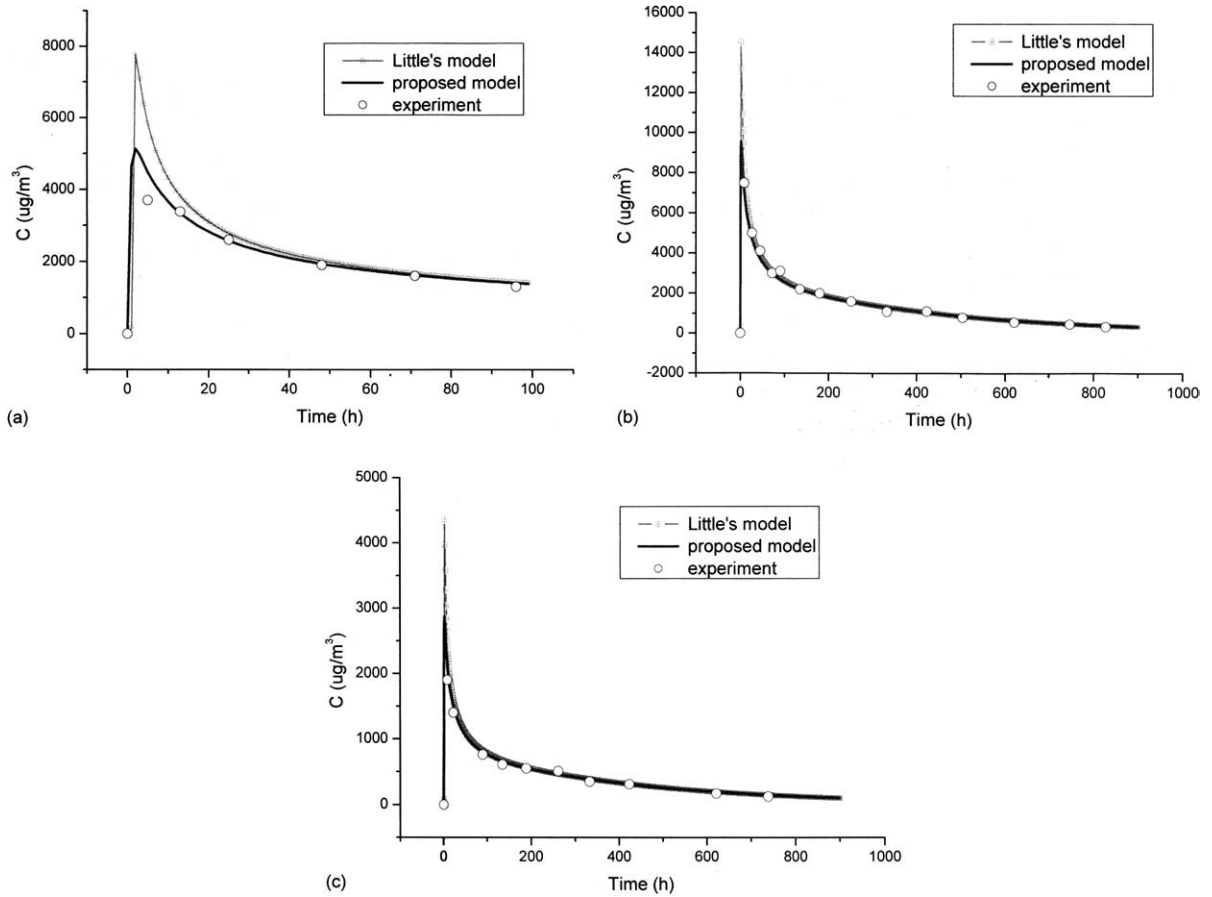 8000
6000
4000
2000
0
C (ug/m³)
Little's model
proposed model
experiment
0 20 40 60 80 100
Time (h)
(a)
16000
14000
12000
10000
8000
6000
4000
2000
0
-2000
C (ug/m³)
Little's model
proposed model
experiment
0 200 400 600 800 1000
Time (h)
(b)
5000
4000
3000
2000
1000
0
C (ug/m³)
Little's model
proposed model
experiment
0 200 400 600 800 1000
Time (h)
(c)